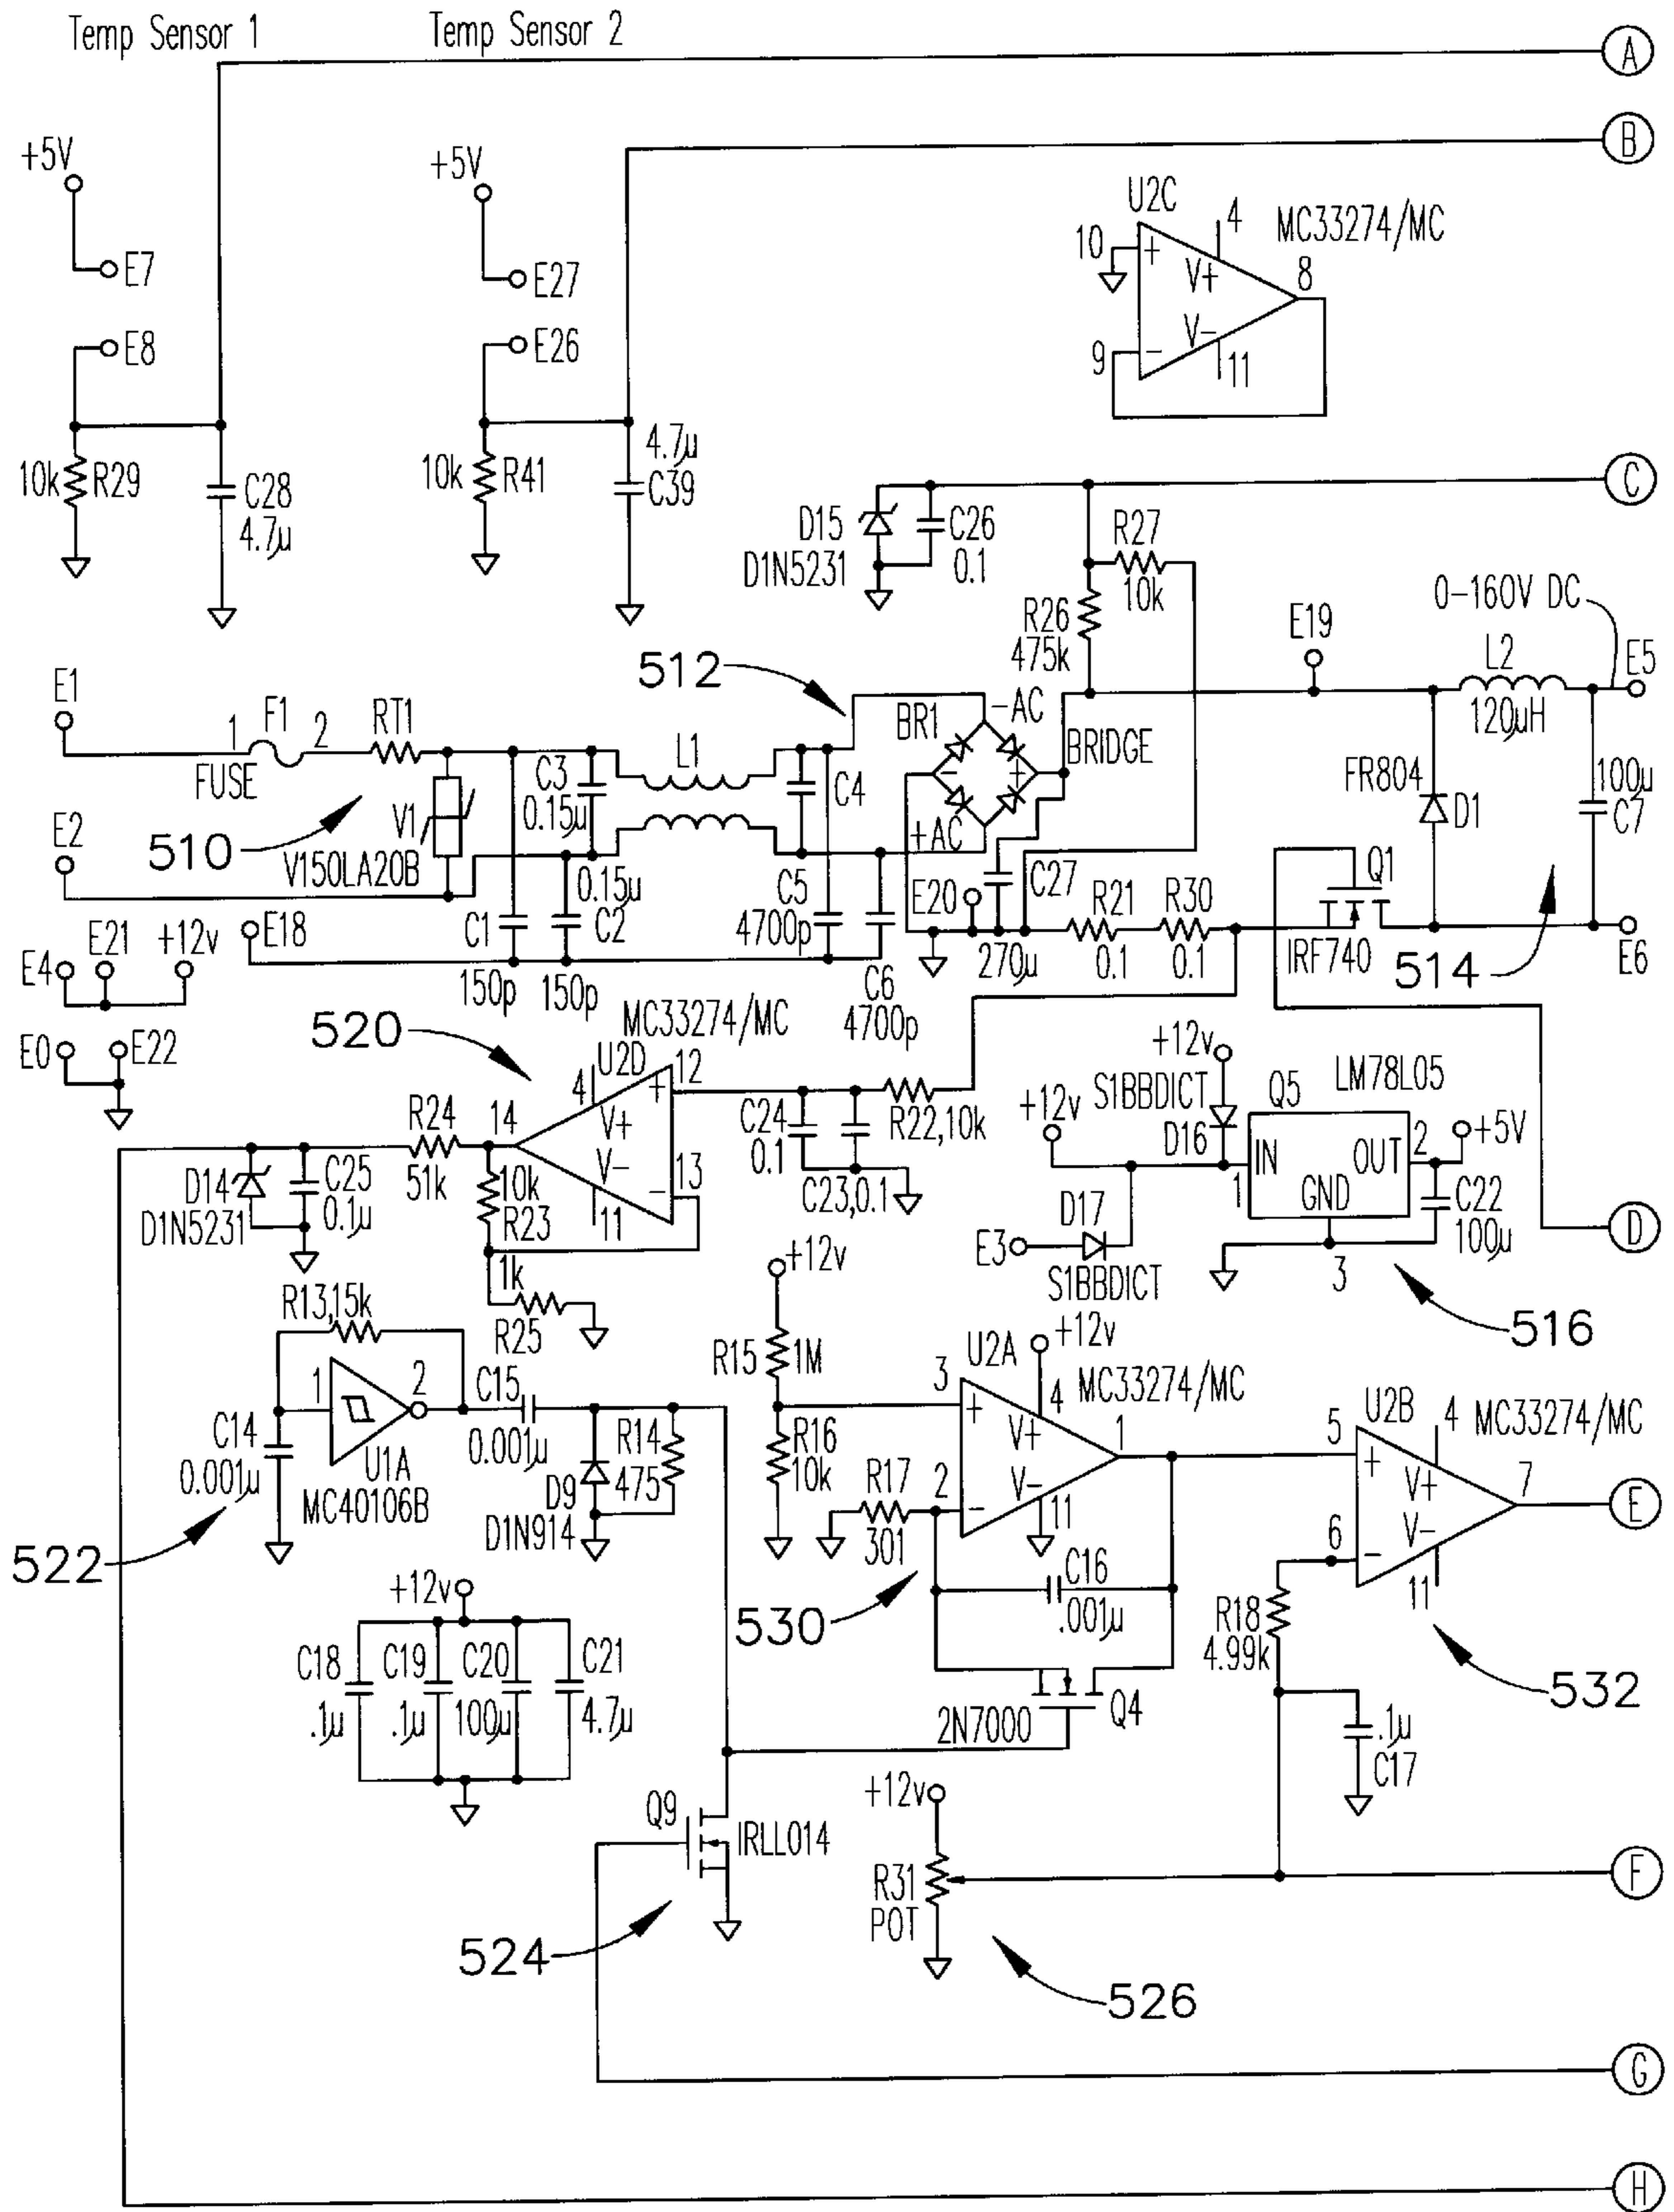 Temp Sensor 1
Temp Sensor 2
A
B
+5V
+5V
U2C
4
MC33274/MC
10
+
V+
8
V-
9
-
11
E7
E27
E8
E26
10k
R29
C28
4.7µ
10k
R41
4.7µ
C39
C
D15
D1N5231
C26
0.1
R27
10k
R26
475k
0-160V DC
E19
L2
120µH
E5
512
E1
1
F1
2
FUSE
RT1
BR1
-AC
BRIDGE
-
+
+AC
C3
0.15µ
L1
C4
FR804
D1
100µ
C7
E2
510
V1
V150LA20B
0.15µ
C2
C5
4700p
E20
C27
R21
R30
Q1
C1
E21
+12v
E18
E4
150p
150p
C6
4700p
270µ
0.1
0.1
IRF740
514
E6
E0
E22
520
MC33274/MC
U2D
4
12
+
V+
14
V-
13
-
11
R24
51k
10k
R23
C24
0.1
R22,10k
C23,0.1
+12v
S1BBDICT
D16
+12v
Q5
LM78L05
IN
OUT
GND
1
2
3
+5V
C22
100µ
D14
D1N5231
C25
0.1µ
D17
E3
S1BBDICT
D
516
1k
R25
+12v
R13,15k
R15
1M
U2A
+12v
MC33274/MC
3
4
+
V+
1
V-
2
-
11
1
2
C15
0.001µ
C14
0.001µ
U1A
MC40106B
R14
475
D9
D1N914
R16
10k
R17
301
U2B
4
MC33274/MC
5
+
V+
7
V-
6
-
11
E
522
530
C16
.001µ
R18
4.99k
532
+12v
C18
.1µ
C19
.1µ
C20
100µ
C21
4.7µ
2N7000
Q4
.1µ
C17
Q9
IRLL014
+12v
R31
POT
F
524
526
G
H